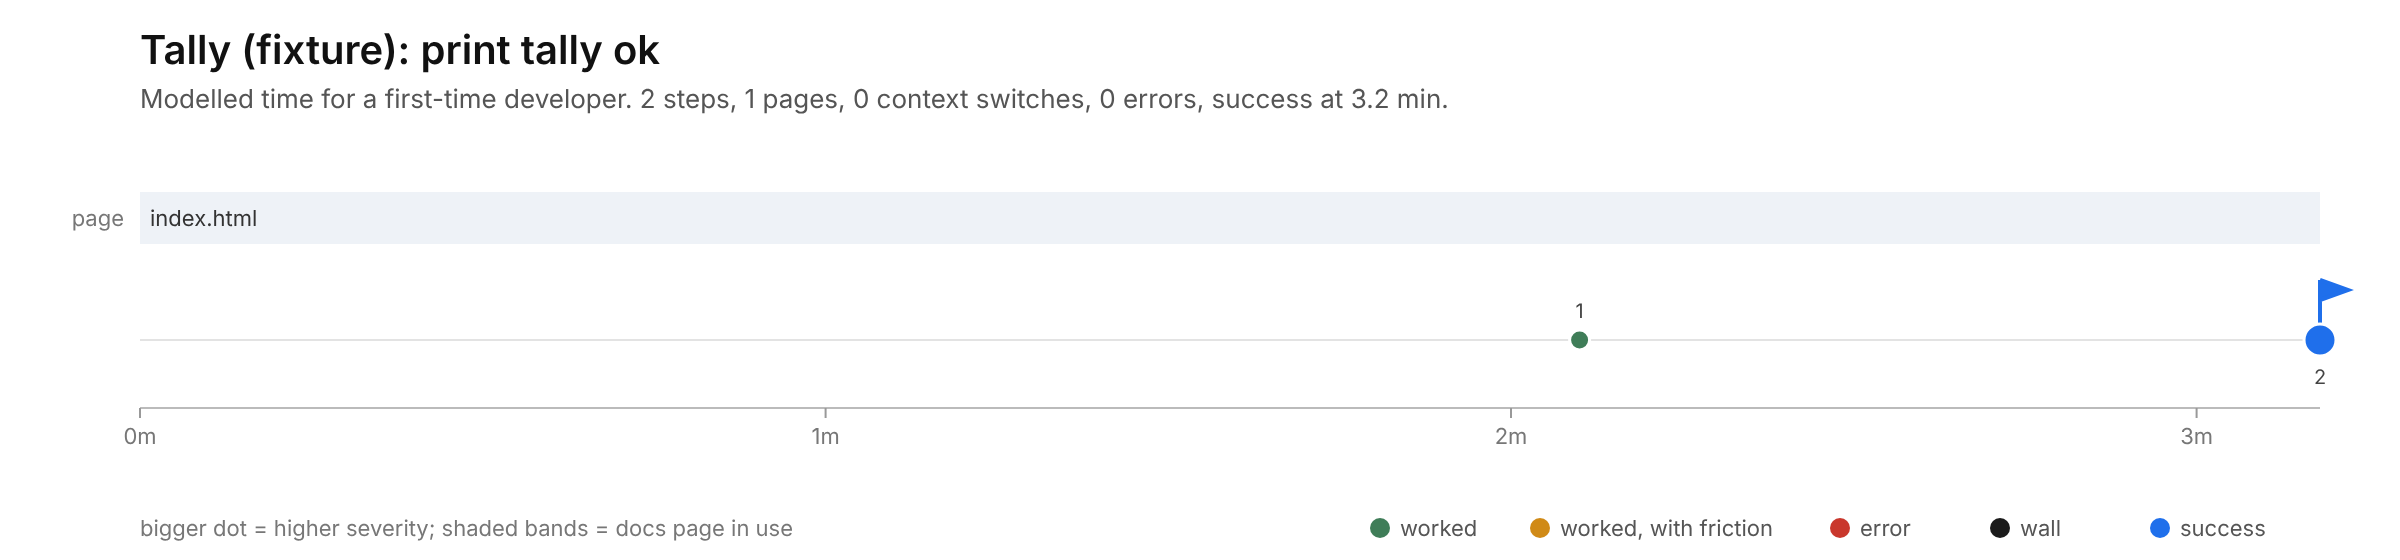 Tally (fixture): print tally ok
Modelled time for a first-time developer. 2 steps, 1 pages, 0 context switches, 0 errors, success at 3.2 min.
page index.html
1
2
0m 1m 2m 3m
bigger dot = higher severity; shaded bands = docs page in use worked worked, with friction error wall success